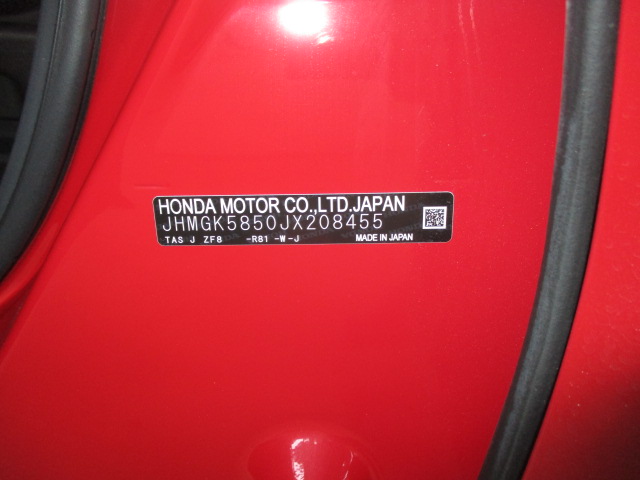 HONDA MOTOR CO.,LTD.JAPAN
JHMGK5850JX208455
TAS J ZF8 -R81 -W-J MADE IN JAPAN